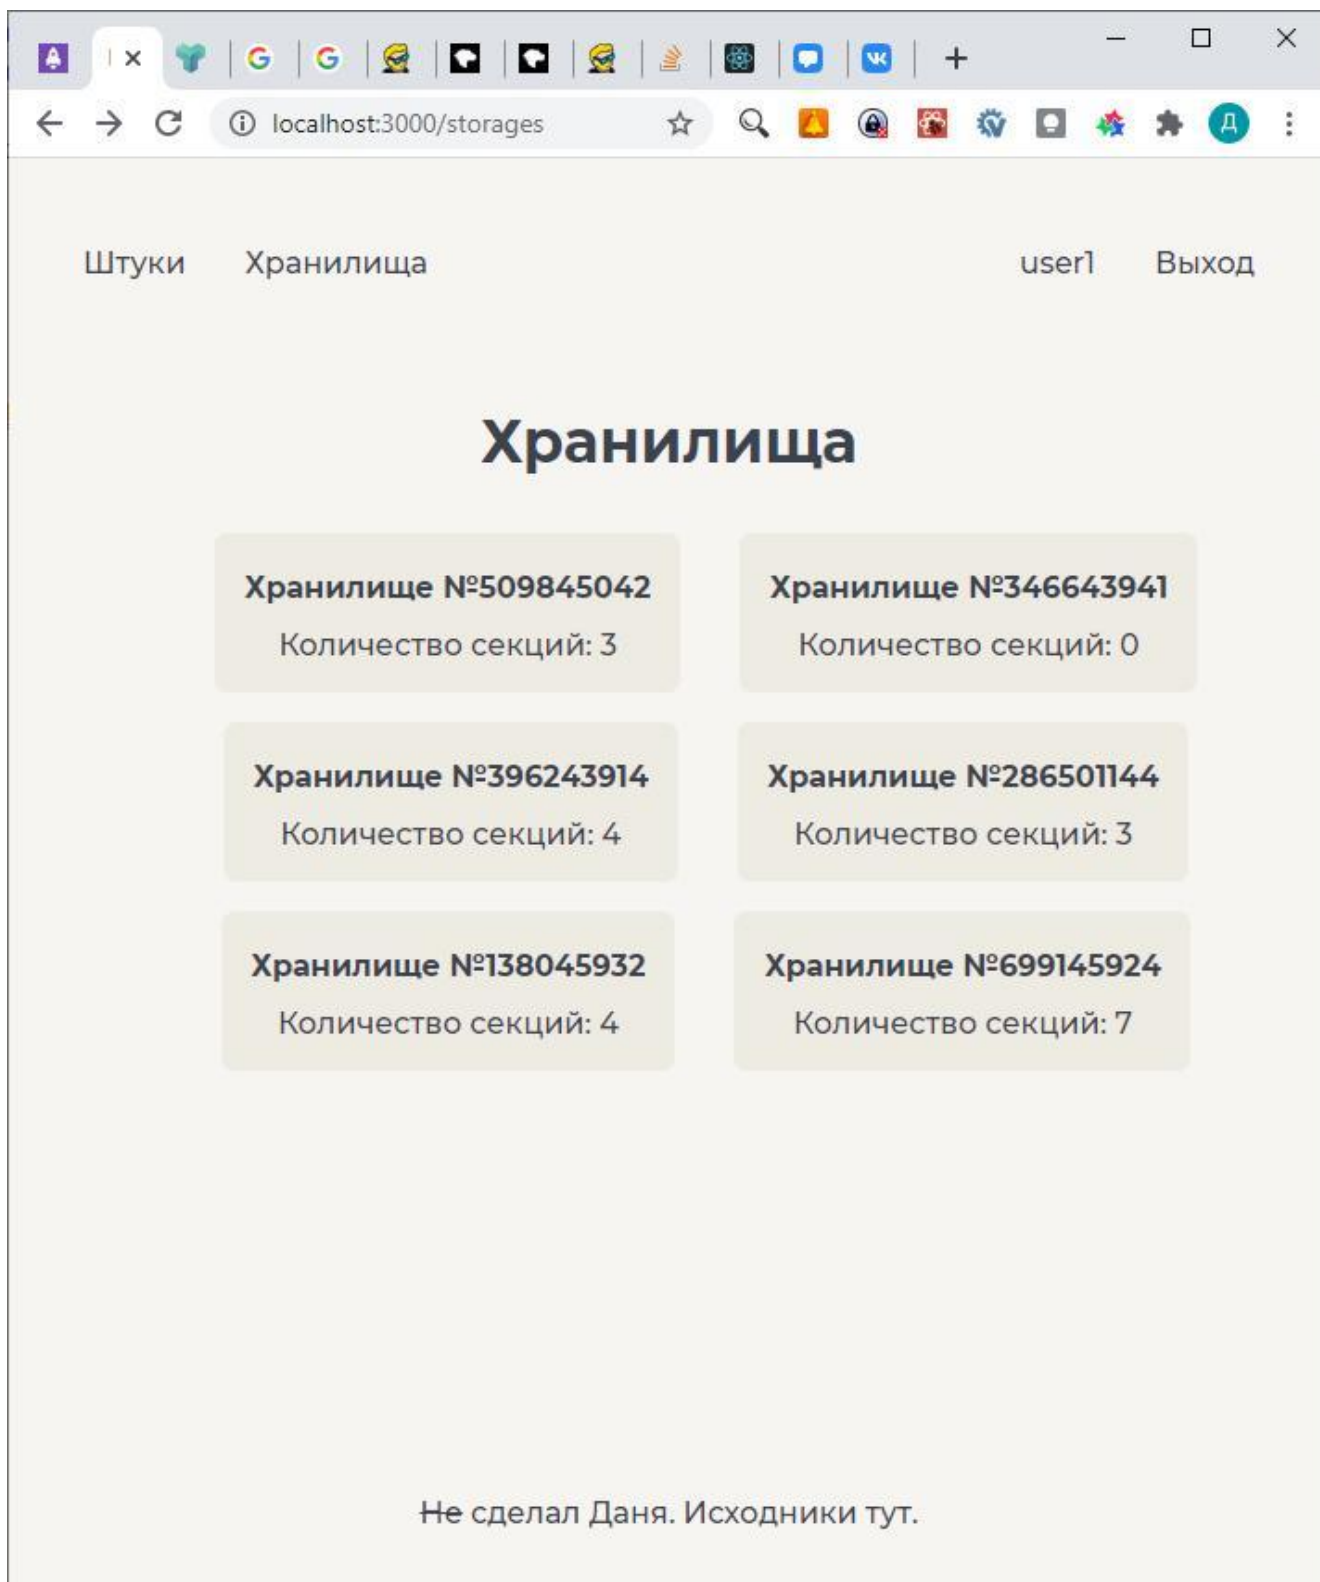 localhost:3000/storages
Д
Штуки Хранилища user1 Выход
Хранилища
Хранилище №509845042
Количество секций: 3
Хранилище №346643941
Количество секций: 0
Хранилище №396243914
Количество секций: 4
Хранилище №286501144
Количество секций: 3
Хранилище №138045932
Количество секций: 4
Хранилище №699145924
Количество секций: 7
Не сделал Даня. Исходники тут.